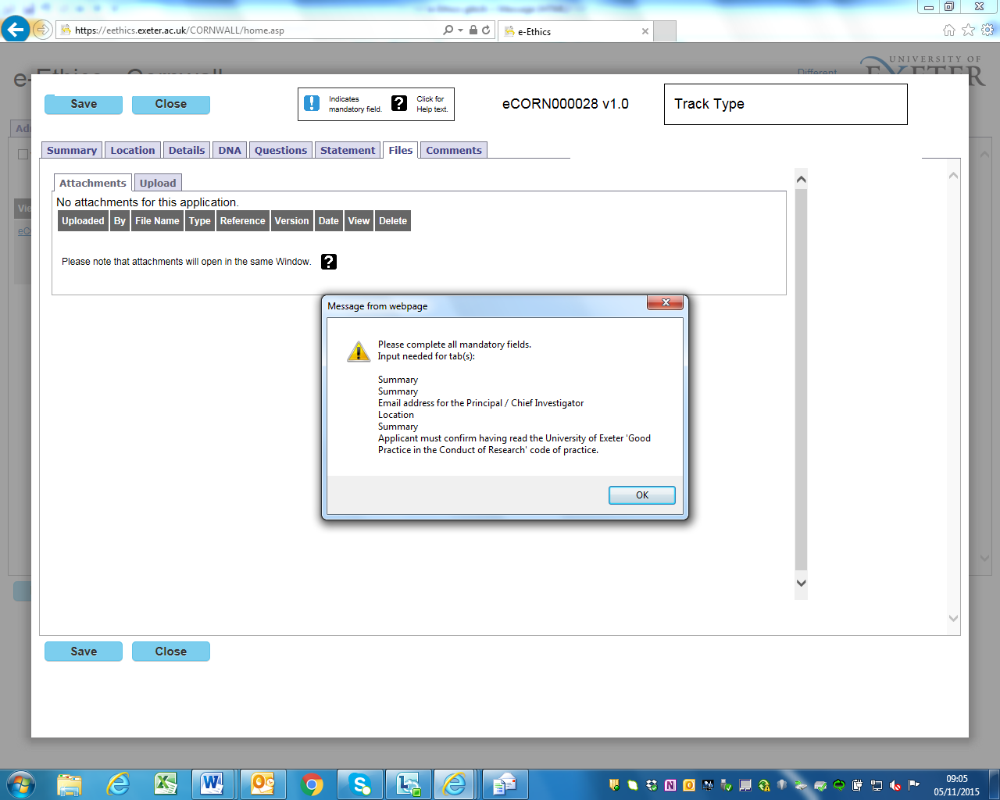 https://eethics.exeter.ac.uk/CORNWALL/home.asp
e-Ethics
UNIVERSITY OF
EXETER
Different
Save
Close
Indicates
mandatory field.
Click for
Help text.
eCORN000028 v1.0
Track Type
Summary
Location
Details
DNA
Questions
Statement
Files
Comments
Attachments
Upload
No attachments for this application.
Uploaded
By
File Name
Type
Reference
Version
Date
View
Delete
Please note that attachments will open in the same Window.
Message from webpage
Please complete all mandatory fields.
Input needed for tab(s):
Summary
Summary
Email address for the Principal / Chief Investigator
Location
Summary
Applicant must confirm having read the University of Exeter 'Good
Practice in the Conduct of Research' code of practice.
OK
Save
Close
09:05
05/11/2015